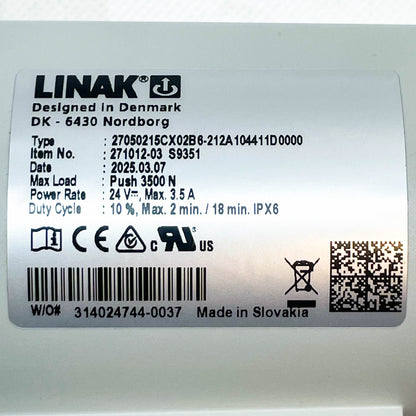 LINAK®
Designed in Denmark
DK - 6430 Nordborg
Type : 27050215CX02B6-212A104411D0000
Item No. : 271012-03 S9351
Date : 2025.03.07
Max Load : Push 3500 N
Power Rate : 24 V⎓, Max. 3.5 A
Duty Cycle : 10 %, Max. 2 min. / 18 min. IPX6
i CE c RU US
W/O# 314024744-0037 Made in Slovakia